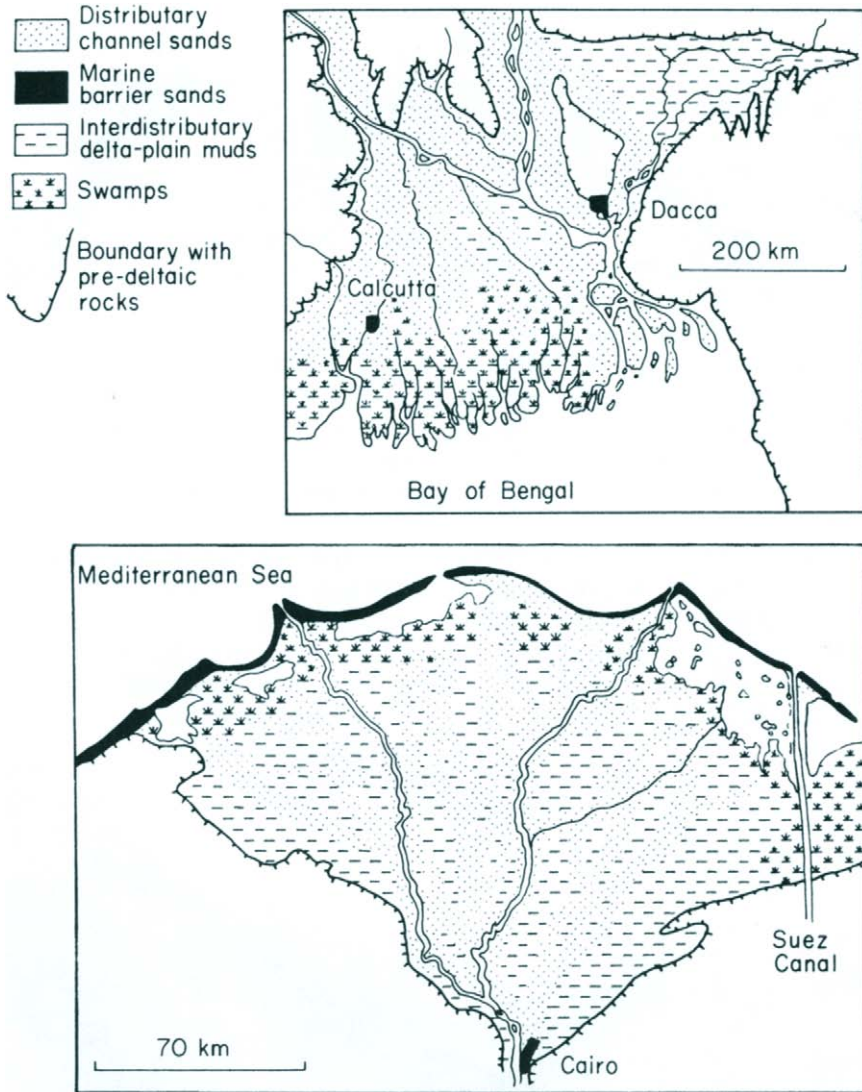 Distributary
channel sands
Marine
barrier sands
Interdistributary
delta-plain muds
Swamps
Boundary with
pre-deltaic
rocks
Dacca
200 km
Calcutta
Bay of Bengal
Mediterranean Sea
Suez
Canal
70 km
Cairo